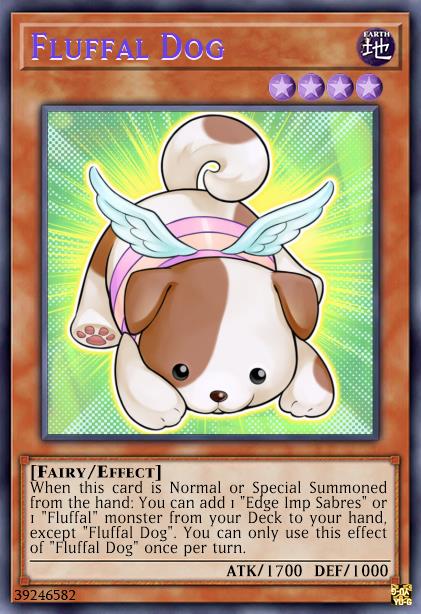 Fluffal Dog
EARTH
地
[Fairy/Effect]
When this card is Normal or Special Summoned
from the hand: You can add 1 "Edge Imp Sabres" or
1 "Fluffal" monster from your Deck to your hand,
except "Fluffal Dog". You can only use this effect
of "Fluffal Dog" once per turn.
ATK/1700 DEF/1000
39246582